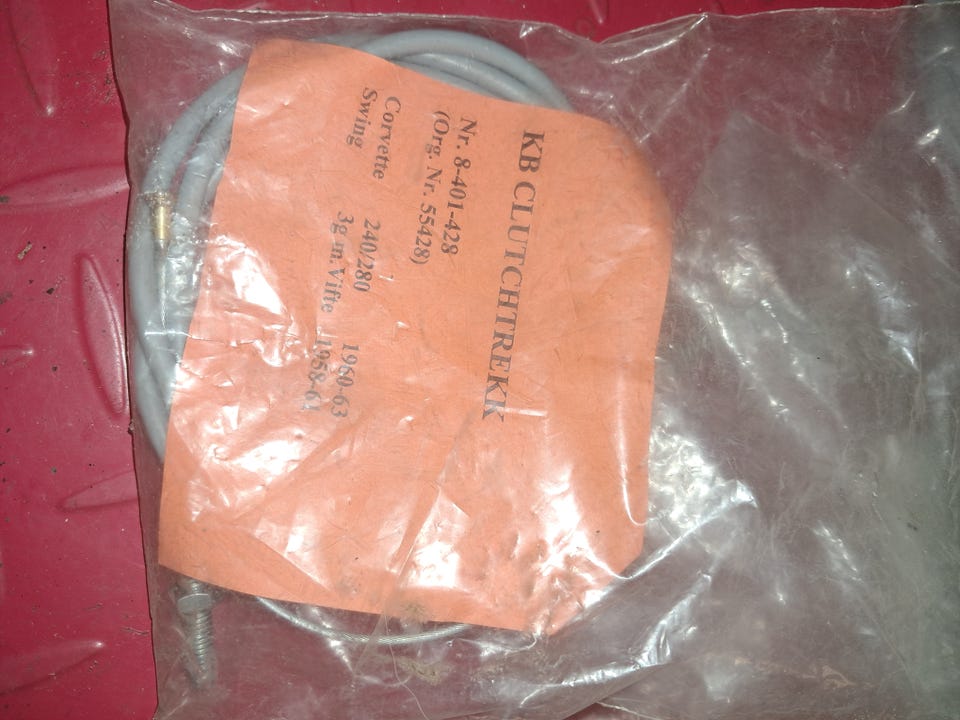 KB CLUTCHTREKK
Nr. 8-401-428
(Org. Nr. 55428)
Corvette 240/280 1960-63
Swing 3g m. Vifte 1958-61